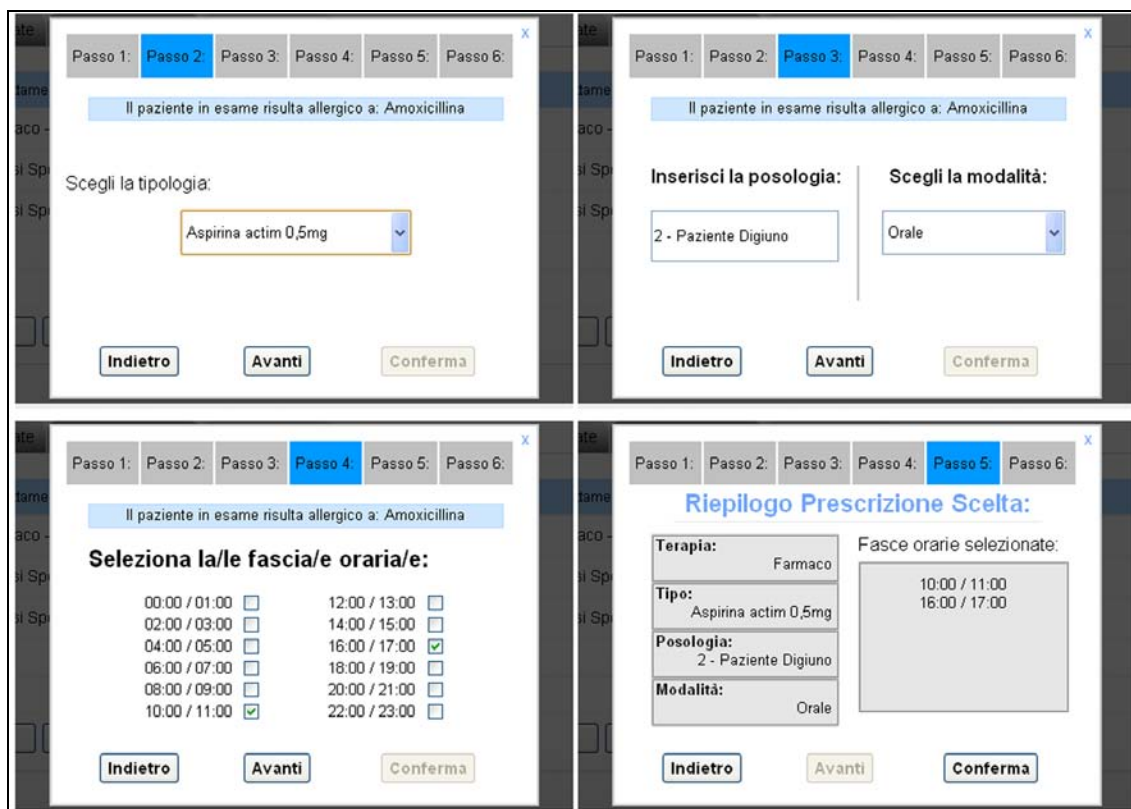 x
Passo 1: Passo 2: Passo 3: Passo 4: Passo 5: Passo 6:
Il paziente in esame risulta allergico a: Amoxicillina
Scegli la tipologia:
Aspirina actim 0,5mg
Indietro Avanti Conferma
x
Passo 1: Passo 2: Passo 3: Passo 4: Passo 5: Passo 6:
Il paziente in esame risulta allergico a: Amoxicillina
Inserisci la posologia: Scegli la modalità:
2 - Paziente Digiuno Orale
Indietro Avanti Conferma
x
Passo 1: Passo 2: Passo 3: Passo 4: Passo 5: Passo 6:
Il paziente in esame risulta allergico a: Amoxicillina
Seleziona la/le fascia/e oraria/e:
00:00 / 01:00 12:00 / 13:00
02:00 / 03:00 14:00 / 15:00
04:00 / 05:00 16:00 / 17:00
06:00 / 07:00 18:00 / 19:00
08:00 / 09:00 20:00 / 21:00
10:00 / 11:00 22:00 / 23:00
Indietro Avanti Conferma
x
Passo 1: Passo 2: Passo 3: Passo 4: Passo 5: Passo 6:
Riepilogo Prescrizione Scelta:
Terapia:
Farmaco
Tipo:
Aspirina actim 0,5mg
Posologia:
2 - Paziente Digiuno
Modalità:
Orale
Fasce orarie selezionate:
10:00 / 11:00
16:00 / 17:00
Indietro Avanti Conferma